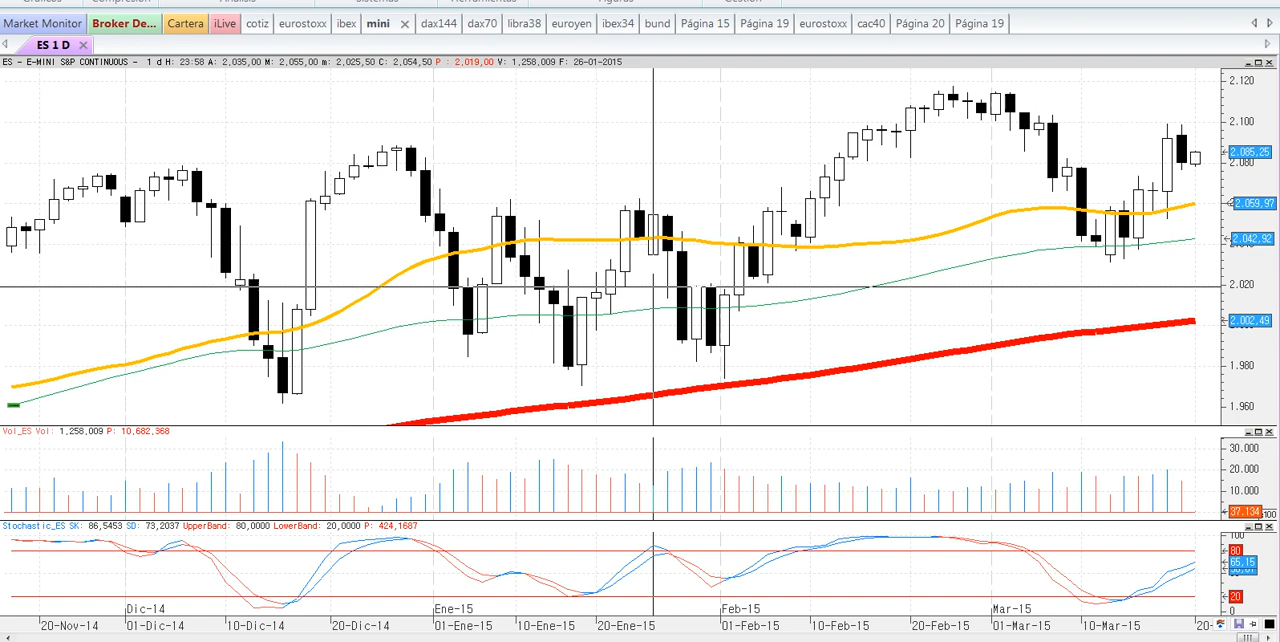 Market Monitor Broker De... Cartera iLive cotiz eurostoxx ibex mini dax144 dax70 libra38 euroyen ibex34 bund Página 15 Página 19 eurostoxx cac40 Página 20 Página 19
ES 1 D
ES - E-MINI S&P CONTINUOUS - 1 d H: 23:58 A: 2,035,00 M: 2,055,00 m: 2,025,50 C: 2,054,50 P : 2,019,00 V: 1,258,009 F: 26-01-2015
2.120
2.100
2.085,25
2.080
2.059,97
2.042,92
2.020
2.002,49
1.980
1.960
Vol_ES Vol: 1,258,009 P: 10,682,368
30.000
20.000
10.000
37.134
x100
Stochastic_ES SK: 86,5453 SD: 73,2037 UpperBand: 80,0000 LowerBand: 20,0000 P: 424,1687
100
80
65,15
20
0
Dic-14 Ene-15 Feb-15 Mar-15
20-Nov-14 01-Dic-14 10-Dic-14 20-Dic-14 01-Ene-15 10-Ene-15 20-Ene-15 01-Feb-15 10-Feb-15 20-Feb-15 01-Mar-15 10-Mar-15 20-